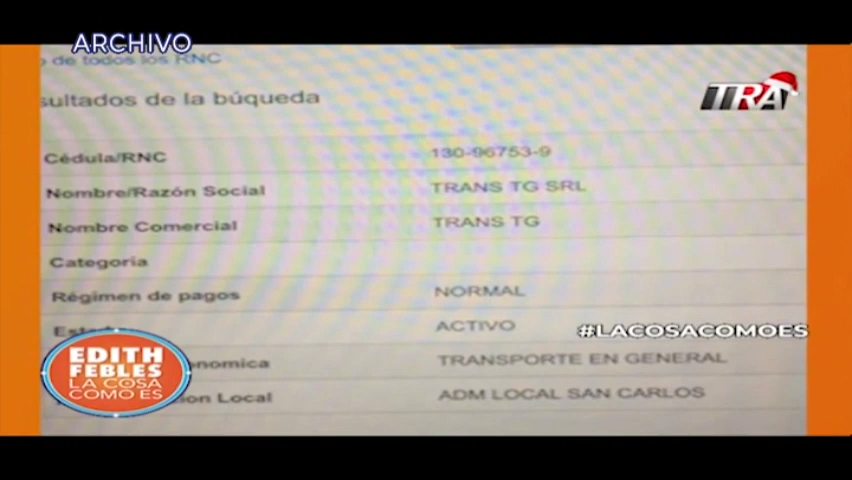 ARCHIVO
o de todos los RNC
sultados de la búqueda
TRA
Cédula/RNC 130-96753-9
Nombre/Razón Social TRANS TG SRL
Nombre Comercial TRANS TG
Categoria
Régimen de pagos NORMAL
ACTIVO
#LACOSACOMOES
onomica TRANSPORTE EN GENERAL
ion Local ADM LOCAL SAN CARLOS
EDITH
FEBLES
LA COSA
COMO ES